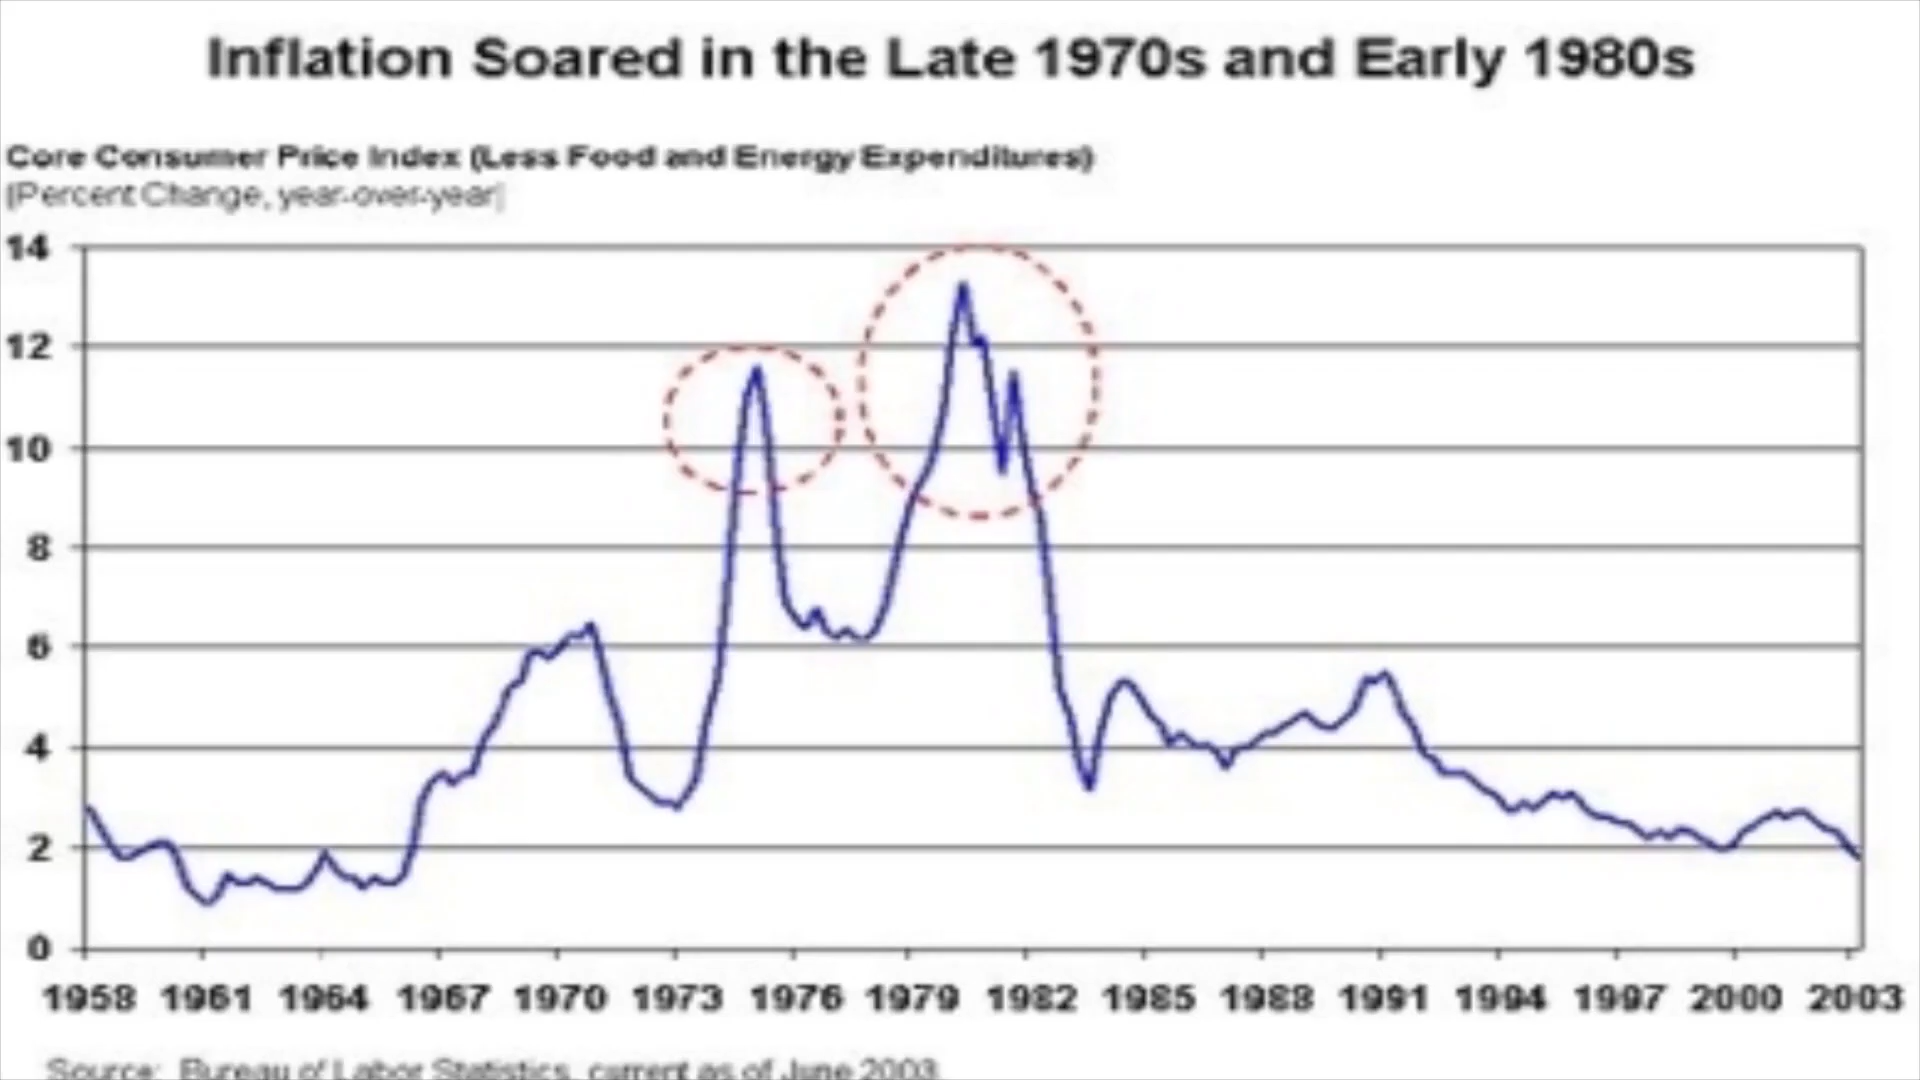 Inflation Soared in the Late 1970s and Early 1980s
Core Consumer Price Index (Less Food and Energy Expenditures)
[Percent Change, year-over-year]
14
12
10
8
6
4
2
0
1958 1961 1964 1967 1970 1973 1976 1979 1982 1985 1988 1991 1994 1997 2000 2003
Source: Bureau of Labor Statistics, current as of June 2003